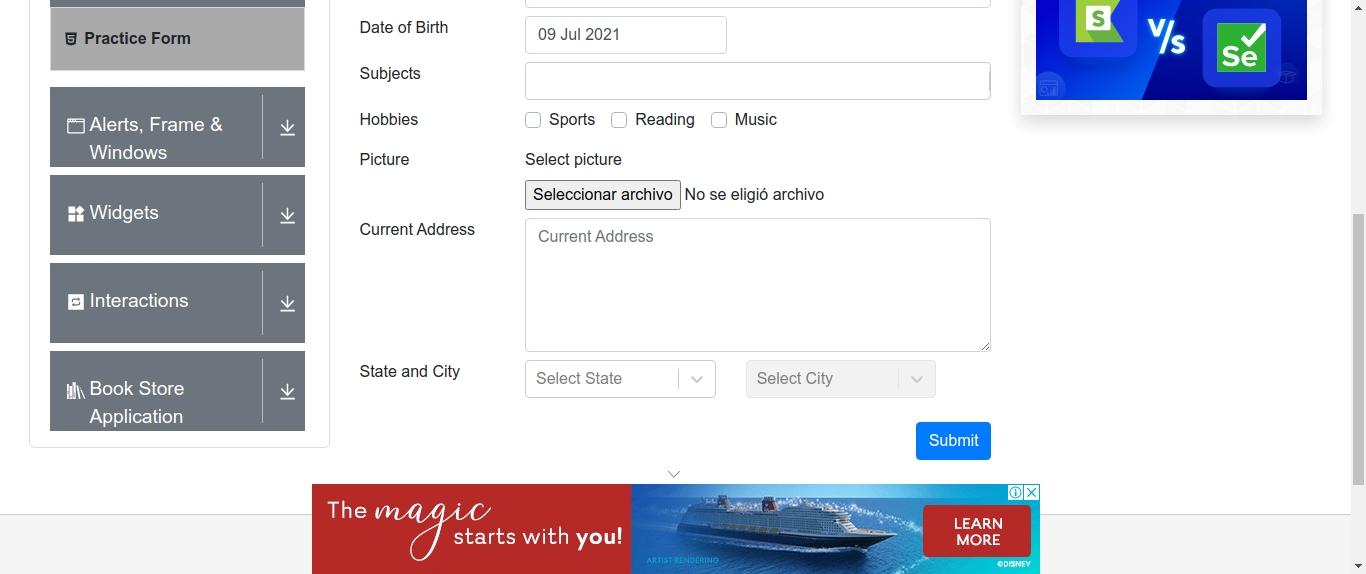 Practice Form
Alerts, Frame &
Windows
Widgets
Interactions
Book Store
Application
Date of Birth
09 Jul 2021
Subjects
Hobbies
Sports
Reading
Music
Picture
Select picture
Seleccionar archivo No se eligió archivo
Current Address
Current Address
State and City
Select State
Select City
Submit
S
V/s
Se
The magic
starts with you!
ARTIST RENDERING
LEARN
MORE
©DISNEY